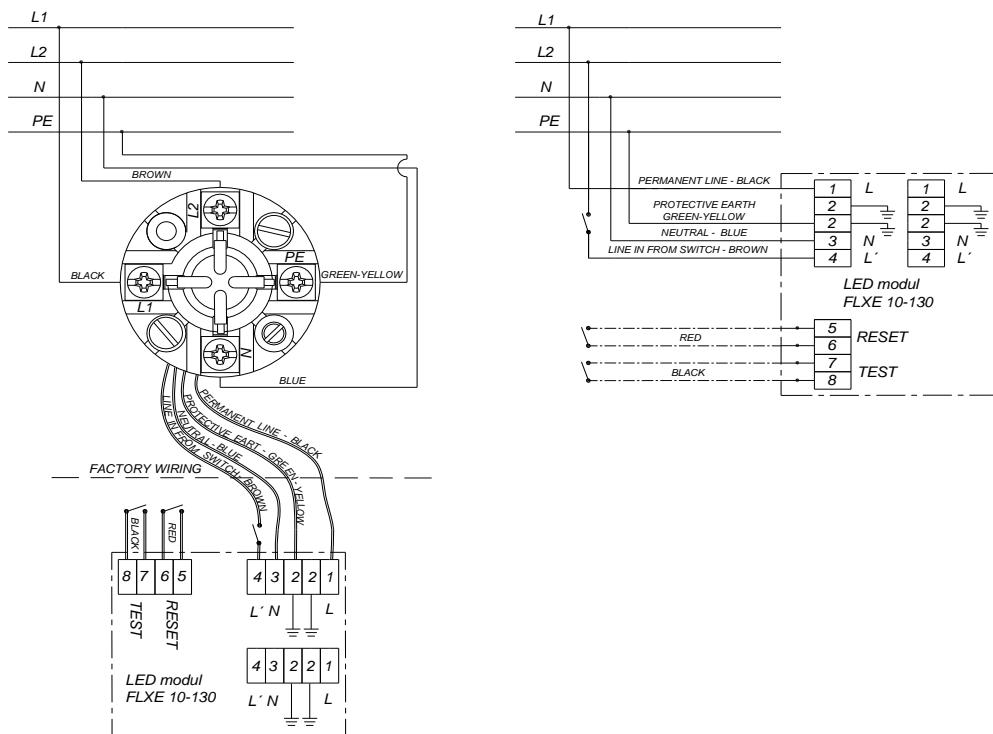 L1
L2
N
PE
BROWN
L2
PE
BLACK
GREEN-YELLOW
L1
N
BLUE
PERMANENT LINE - BLACK
PROTECTIVE EART - GREEN - YELLOW
NEUTRAL - BLUE
LINE IN FROM SWITCH - BROWN
FACTORY WIRING
BLACK
RED
8 7 6 5
4 3 2 2 1
TEST
RESET
L´ N L
4 3 2 2 1
L´ N L
LED modul
FLXE 10-130
L1
L2
N
PE
PERMANENT LINE - BLACK
PROTECTIVE EARTH
GREEN-YELLOW
NEUTRAL - BLUE
LINE IN FROM SWITCH - BROWN
1 L
2
2
3 N
4 L´
1 L
2
2
3 N
4 L´
LED modul
FLXE 10-130
RED
BLACK
5
6
RESET
7
8
TEST